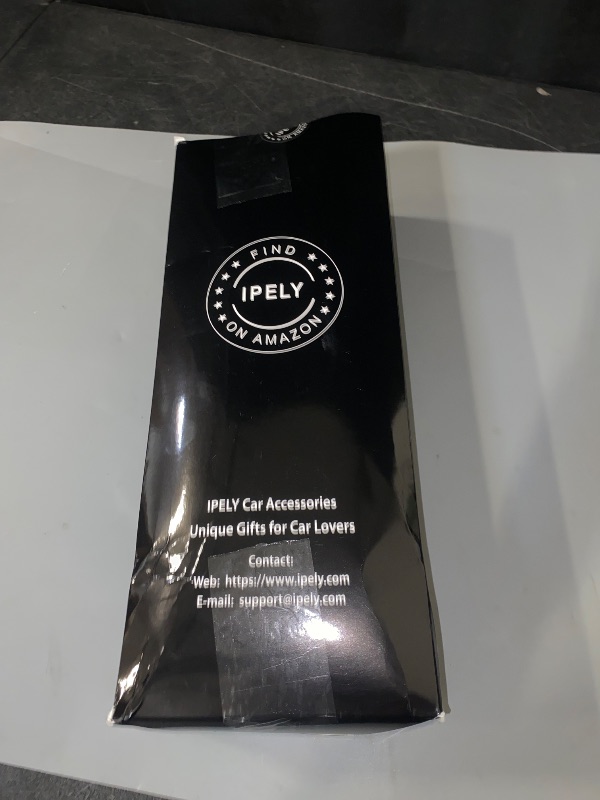 FIND
IPELY
ON AMAZON
IPELY Car Accessories
Unique Gifts for Car Lovers
Contact:
Web: https://www.ipely.com
E-mail: support@ipely.com